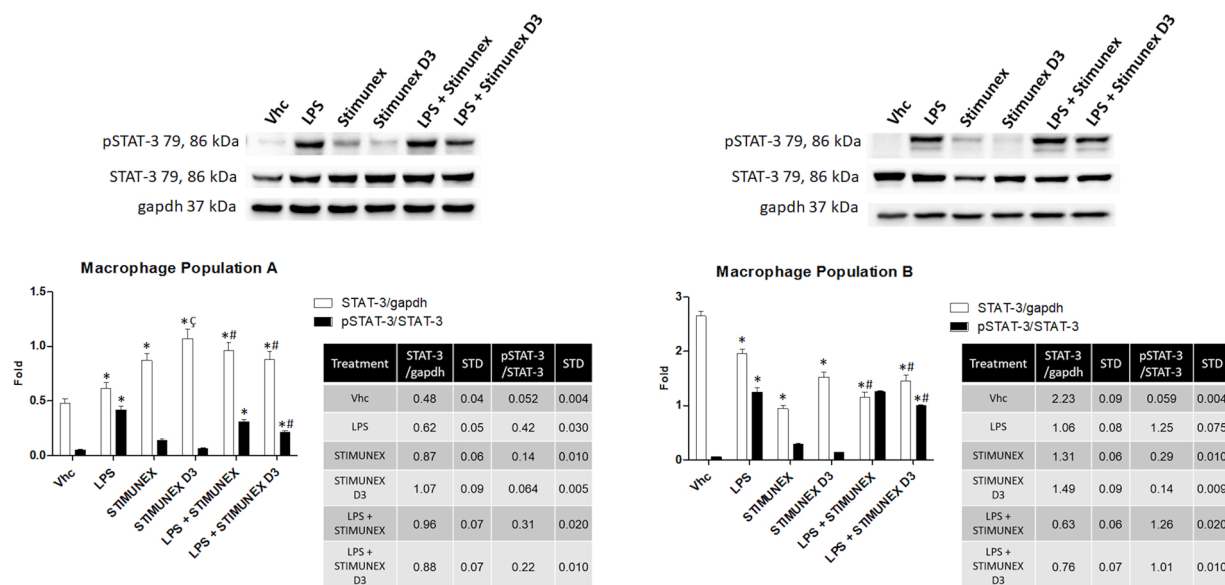 Vhc LPS Stimunex Stimunex D3 LPS + Stimunex LPS + Stimunex D3
pSTAT-3 79, 86 kDa
STAT-3 79, 86 kDa
gapdh 37 kDa
Macrophage Population A
STAT-3/gapdh
pSTAT-3/STAT-3
Fold
1.5
1.0
0.5
0.0
* * * *Ç *# * *# *#
Vhc LPS STIMUNEX STIMUNEX D3 LPS + STIMUNEX LPS + STIMUNEX D3
Treatment STAT-3 /gapdh STD pSTAT-3 /STAT-3 STD
Vhc 0.48 0.04 0.052 0.004
LPS 0.62 0.05 0.42 0.030
STIMUNEX 0.87 0.06 0.14 0.010
STIMUNEX D3 1.07 0.09 0.064 0.005
LPS + STIMUNEX 0.96 0.07 0.31 0.020
LPS + STIMUNEX D3 0.88 0.07 0.22 0.010
Vhc LPS Stimunex Stimunex D3 LPS + Stimunex LPS + Stimunex D3
pSTAT-3 79, 86 kDa
STAT-3 79, 86 kDa
gapdh 37 kDa
Macrophage Population B
STAT-3/gapdh
pSTAT-3/STAT-3
Fold
3
2
1
0
* * * * *# *# *#
Vhc LPS STIMUNEX STIMUNEX D3 LPS + STIMUNEX LPS + STIMUNEX D3
Treatment STAT-3 /gapdh STD pSTAT-3 /STAT-3 STD
Vhc 2.23 0.09 0.059 0.004
LPS 1.06 0.08 1.25 0.075
STIMUNEX 1.31 0.06 0.29 0.010
STIMUNEX D3 1.49 0.09 0.14 0.009
LPS + STIMUNEX 0.63 0.06 1.26 0.020
LPS + STIMUNEX D3 0.76 0.07 1.01 0.010